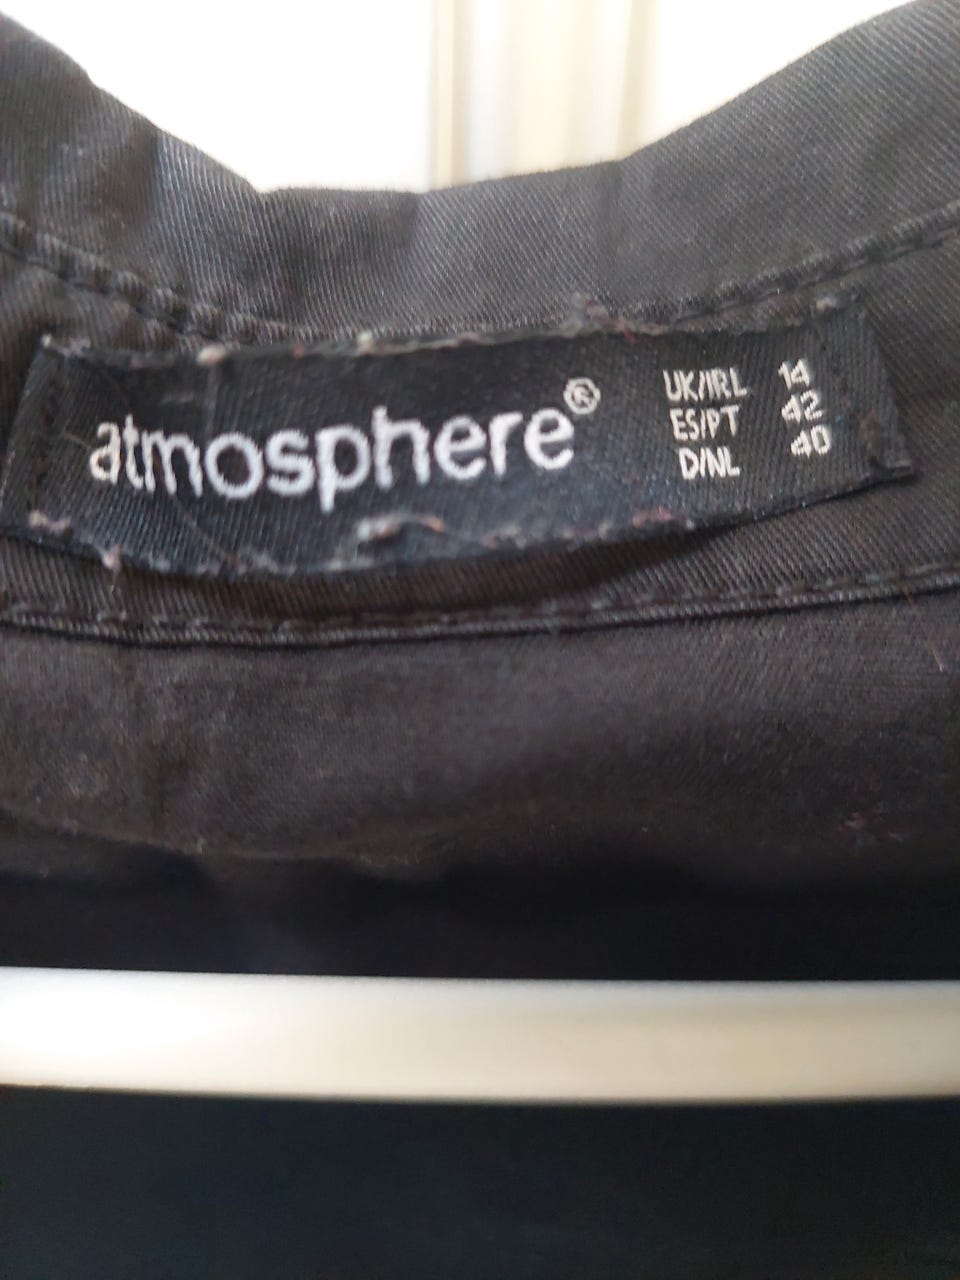 atmosphere®
UK/IRL 14
ES/PT 42
D/NL 40